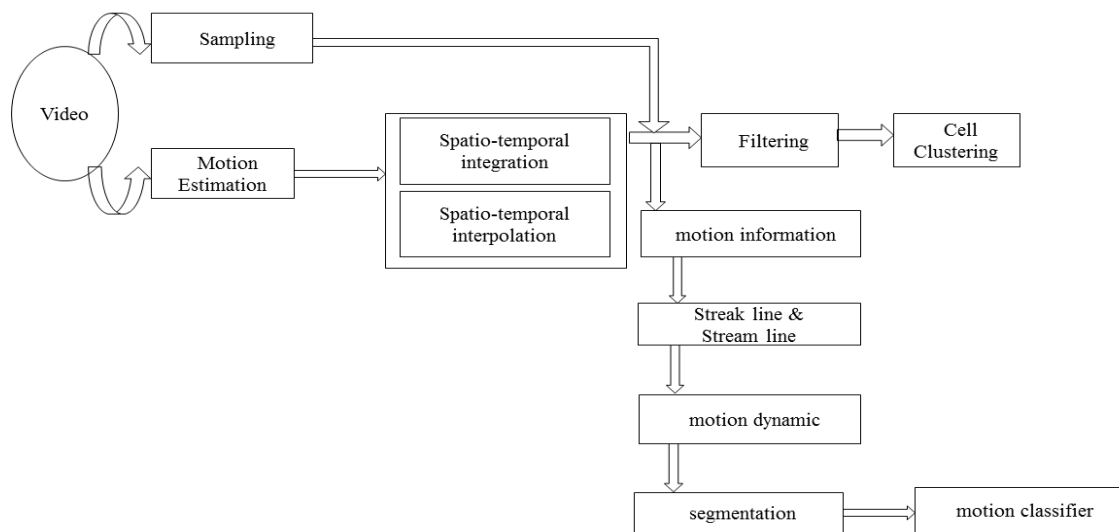 Sampling
Video
Motion
Estimation
Spatio-temporal
integration
Spatio-temporal
interpolation
Filtering
Cell
Clustering
motion information
Streak line &
Stream line
motion dynamic
segmentation
motion classifier